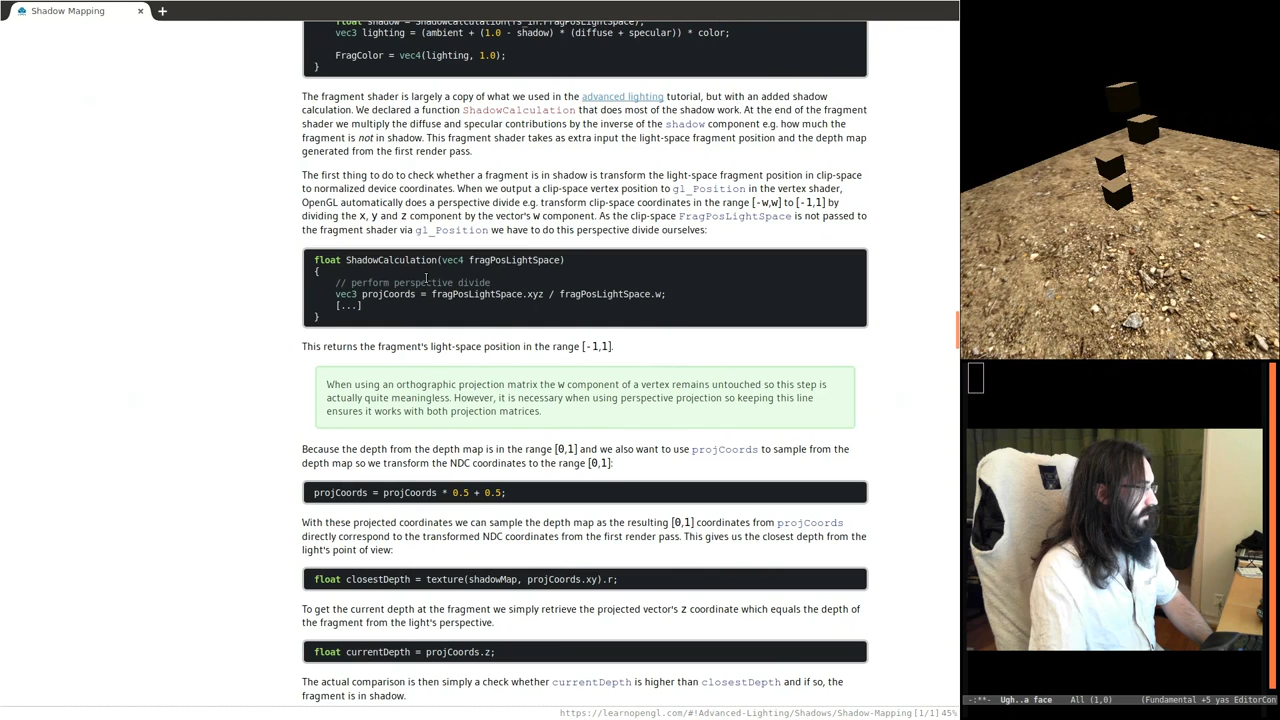 Shadow Mapping
float shadow = ShadowCalculation(fs_in.FragPosLightSpace);
vec3 lighting = (ambient + (1.0 - shadow) * (diffuse + specular)) * color;
FragColor = vec4(lighting, 1.0);
}
The fragment shader is largely a copy of what we used in the advanced lighting tutorial, but with an added shadow
calculation. We declared a function ShadowCalculation that does most of the shadow work. At the end of the fragment
shader we multiply the diffuse and specular contributions by the inverse of the shadow component e.g. how much the
fragment is not in shadow. This fragment shader takes as extra input the light-space fragment position and the depth map
generated from the first render pass.
The first thing to do to check whether a fragment is in shadow is transform the light-space fragment position in clip-space
to normalized device coordinates. When we output a clip-space vertex position to gl_Position in the vertex shader,
OpenGL automatically does a perspective divide e.g. transform clip-space coordinates in the range [-w,w] to [-1,1] by
dividing the x, y and z component by the vector's w component. As the clip-space FragPosLightSpace is not passed to
the fragment shader via gl_Position we have to do this perspective divide ourselves:
float ShadowCalculation(vec4 fragPosLightSpace)
{
// perform perspective divide
vec3 projCoords = fragPosLightSpace.xyz / fragPosLightSpace.w;
[...]
}
This returns the fragment's light-space position in the range [-1,1].
When using an orthographic projection matrix the w component of a vertex remains untouched so this step is
actually quite meaningless. However, it is necessary when using perspective projection so keeping this line
ensures it works with both projection matrices.
Because the depth from the depth map is in the range [0,1] and we also want to use projCoords to sample from the
depth map so we transform the NDC coordinates to the range [0,1]:
projCoords = projCoords * 0.5 + 0.5;
With these projected coordinates we can sample the depth map as the resulting [0,1] coordinates from projCoords
directly correspond to the transformed NDC coordinates from the first render pass. This gives us the closest depth from the
light's point of view:
float closestDepth = texture(shadowMap, projCoords.xy).r;
To get the current depth at the fragment we simply retrieve the projected vector's z coordinate which equals the depth of
the fragment from the light's perspective.
float currentDepth = projCoords.z;
The actual comparison is then simply a check whether currentDepth is higher than closestDepth and if so, the
fragment is in shadow.
https://learnopengl.com/#!Advanced-Lighting/Shadows/Shadow-Mapping [1/1] 45%
-:**- Ugh..a face All (1,0) (Fundamental +5 yas EditorCon